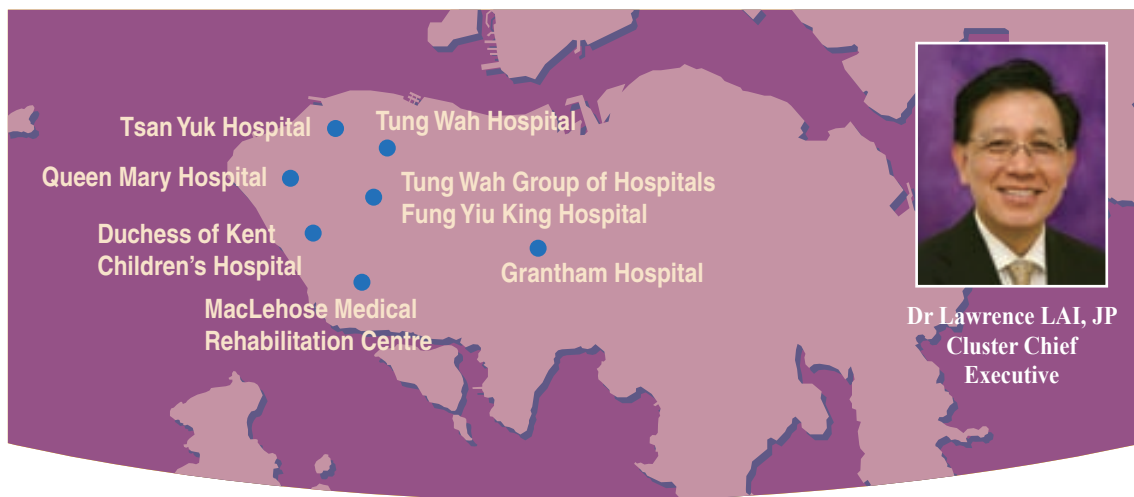 Tsan Yuk Hospital
Tung Wah Hospital
Queen Mary Hospital
Tung Wah Group of Hospitals
Fung Yiu King Hospital
Duchess of Kent
Children's Hospital
Grantham Hospital
MacLehose Medical
Rehabilitation Centre
Dr Lawrence LAI, JP
Cluster Chief
Executive